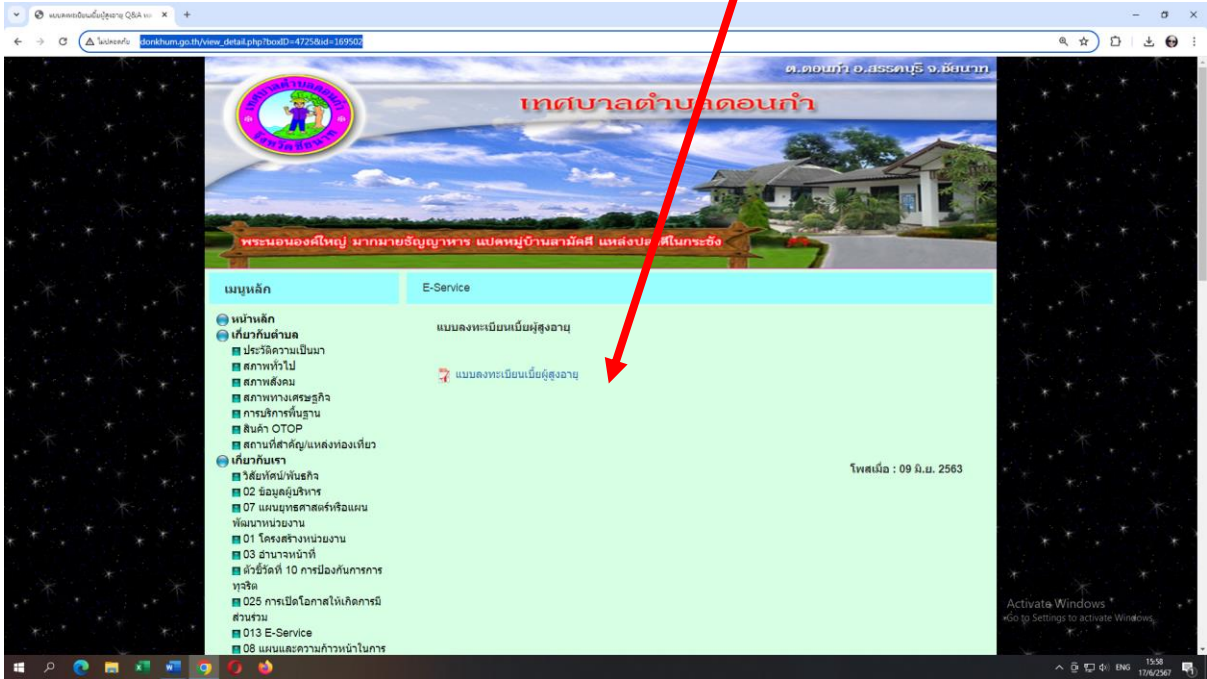 แบบลงทะเบียนเบี้ยผู้สูงอายุ Q&A
ไม่ปลอดภัย donkhum.go.th/view_detail.php?boxID=4725&id=169502
ต.ดอนกำ อ.สรรคบุรี จ.ชัยนาท
เทศบาลตำบลดอนกำ
พระนอนองค์ใหญ่ มากมายธัญญาหาร แปดหมู่บ้านสามัคคี แหล่งปลาดีในกระชัง
เมนูหลัก
E-Service
หน้าหลัก
เกี่ยวกับตำบล
ประวัติความเป็นมา
สภาพทั่วไป
สภาพสังคม
สภาพทางเศรษฐกิจ
การบริการพื้นฐาน
สินค้า OTOP
สถานที่สำคัญ/แหล่งท่องเที่ยว
เกี่ยวกับเรา
วิสัยทัศน์/พันธกิจ
02 ข้อมูลผู้บริหาร
07 แผนยุทธศาสตร์หรือแผน
พัฒนาหน่วยงาน
01 โครงสร้างหน่วยงาน
03 อำนาจหน้าที่
ตัวชี้วัดที่ 10 การป้องกันการการ
ทุจริต
025 การเปิดโอกาสให้เกิดการมี
ส่วนร่วม
013 E-Service
08 แผนและความก้าวหน้าในการ
แบบลงทะเบียนเบี้ยผู้สูงอายุ
แบบลงทะเบียนเบี้ยผู้สูงอายุ
โพสเมื่อ : 09 มิ.ย. 2563
Activate Windows
Go to Settings to activate Windows.
ENG
15:58
17/6/2567